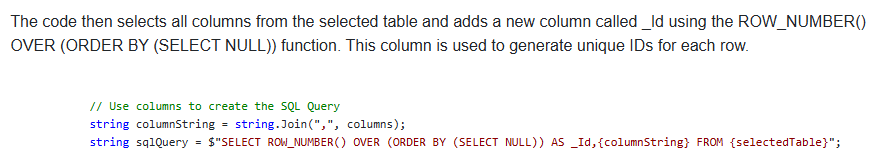 The code then selects all columns from the selected table and adds a new column called _Id using the ROW_NUMBER()
OVER (ORDER BY (SELECT NULL)) function. This column is used to generate unique IDs for each row.
// Use columns to create the SQL Query
string columnString = string.Join(",", columns);
string sqlQuery = $"SELECT ROW_NUMBER() OVER (ORDER BY (SELECT NULL)) AS _Id,{columnString} FROM {selectedTable}";